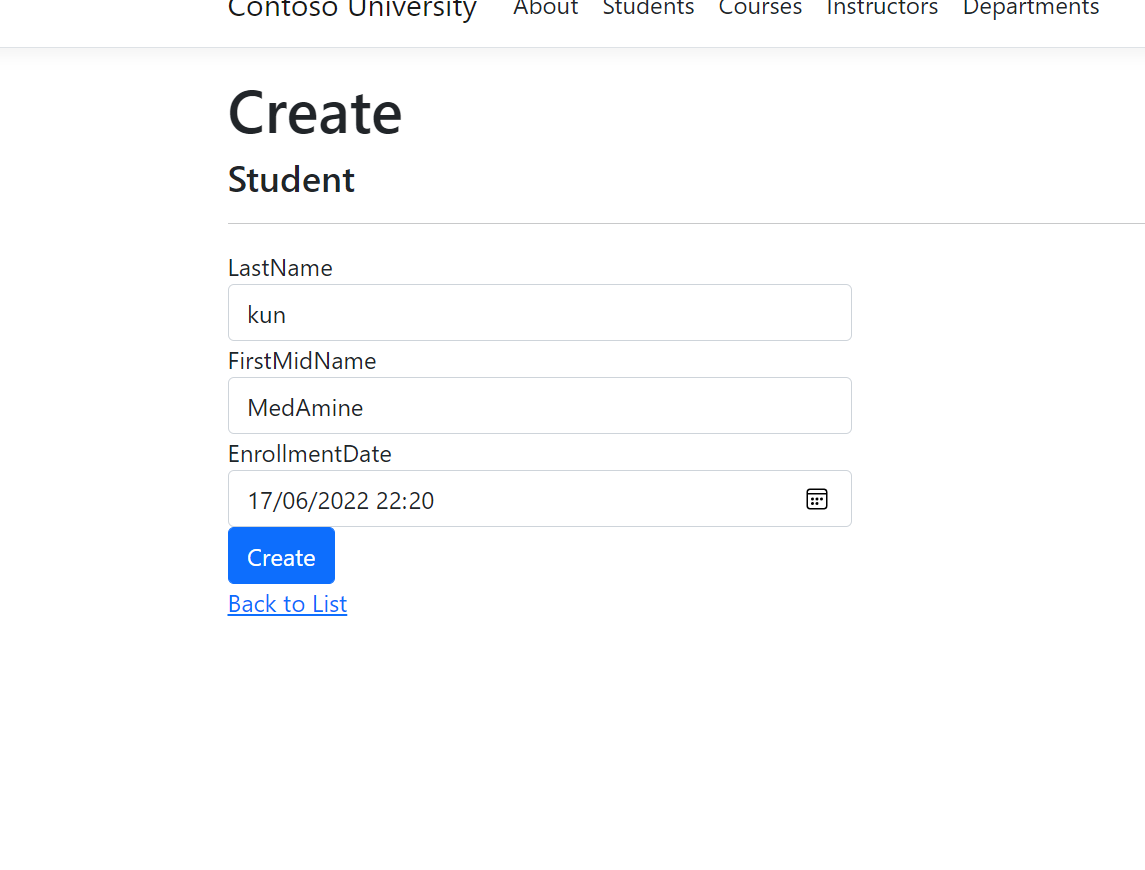 Contoso University About Students Courses Instructors Departments
Create
Student
LastName
kun
FirstMidName
MedAmine
EnrollmentDate
17/06/2022 22:20
Create
Back to List